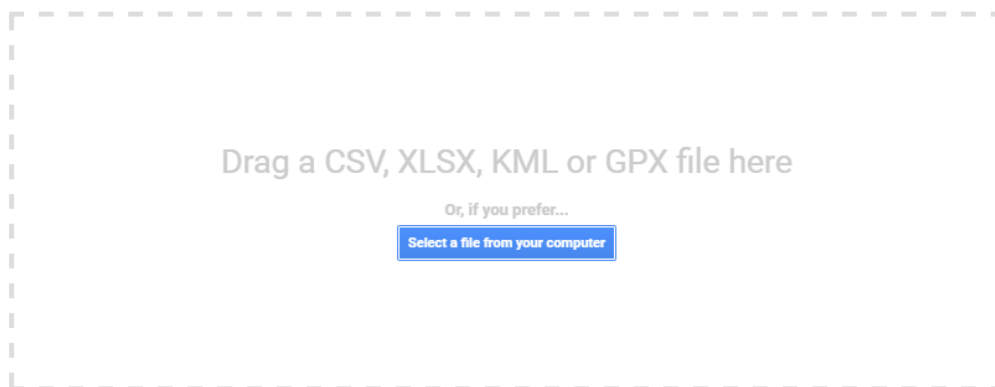 Drag a CSV, XLSX, KML or GPX file here
Or, if you prefer...
Select a file from your computer